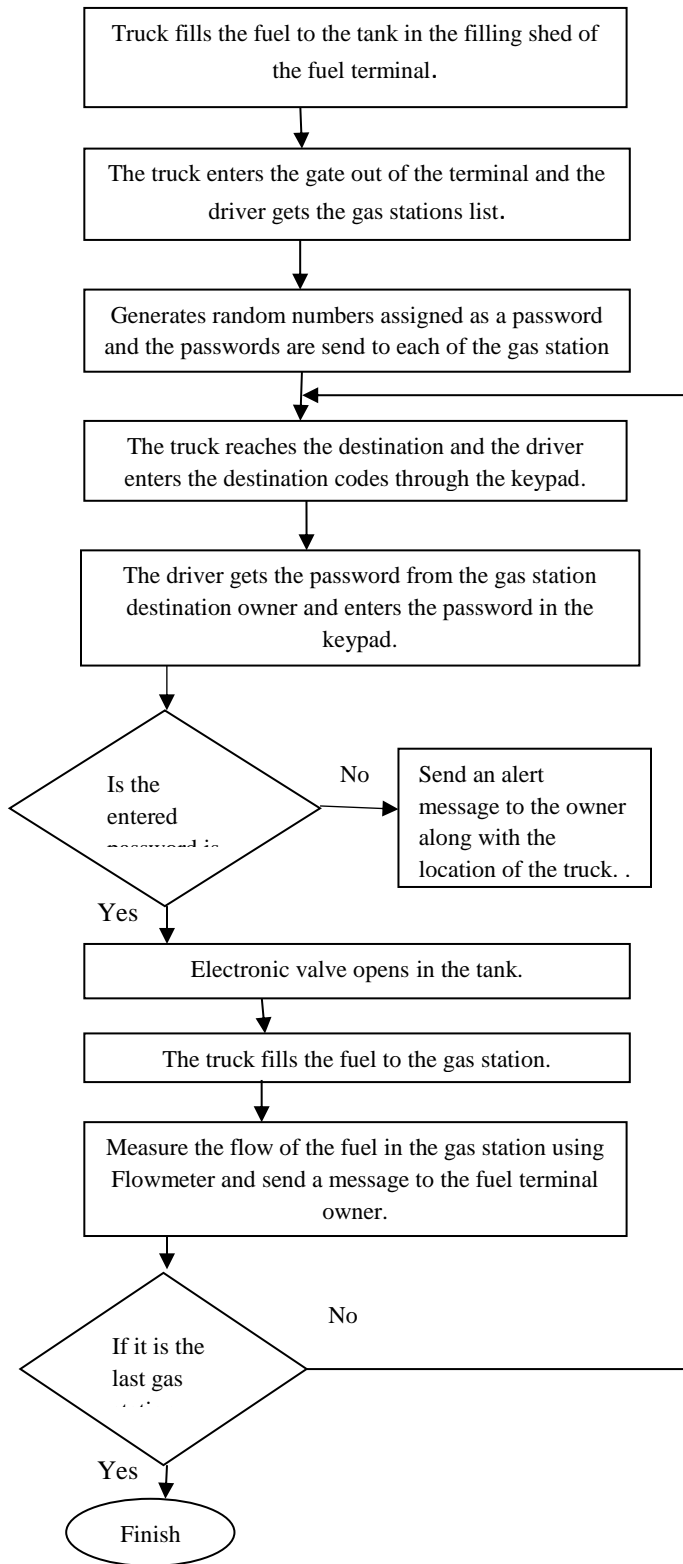 Truck fills the fuel to the tank in the filling shed of
the fuel terminal.
The truck enters the gate out of the terminal and the
driver gets the gas stations list.
Generates random numbers assigned as a password
and the passwords are send to each of the gas station
The truck reaches the destination and the driver
enters the destination codes through the keypad.
The driver gets the password from the gas station
destination owner and enters the password in the
keypad.
Is the
entered
password is
No
Send an alert
message to the owner
along with the
location of the truck. .
Yes
Electronic valve opens in the tank.
The truck fills the fuel to the gas station.
Measure the flow of the fuel in the gas station using
Flowmeter and send a message to the fuel terminal
owner.
No
If it is the
last gas
Yes
Finish